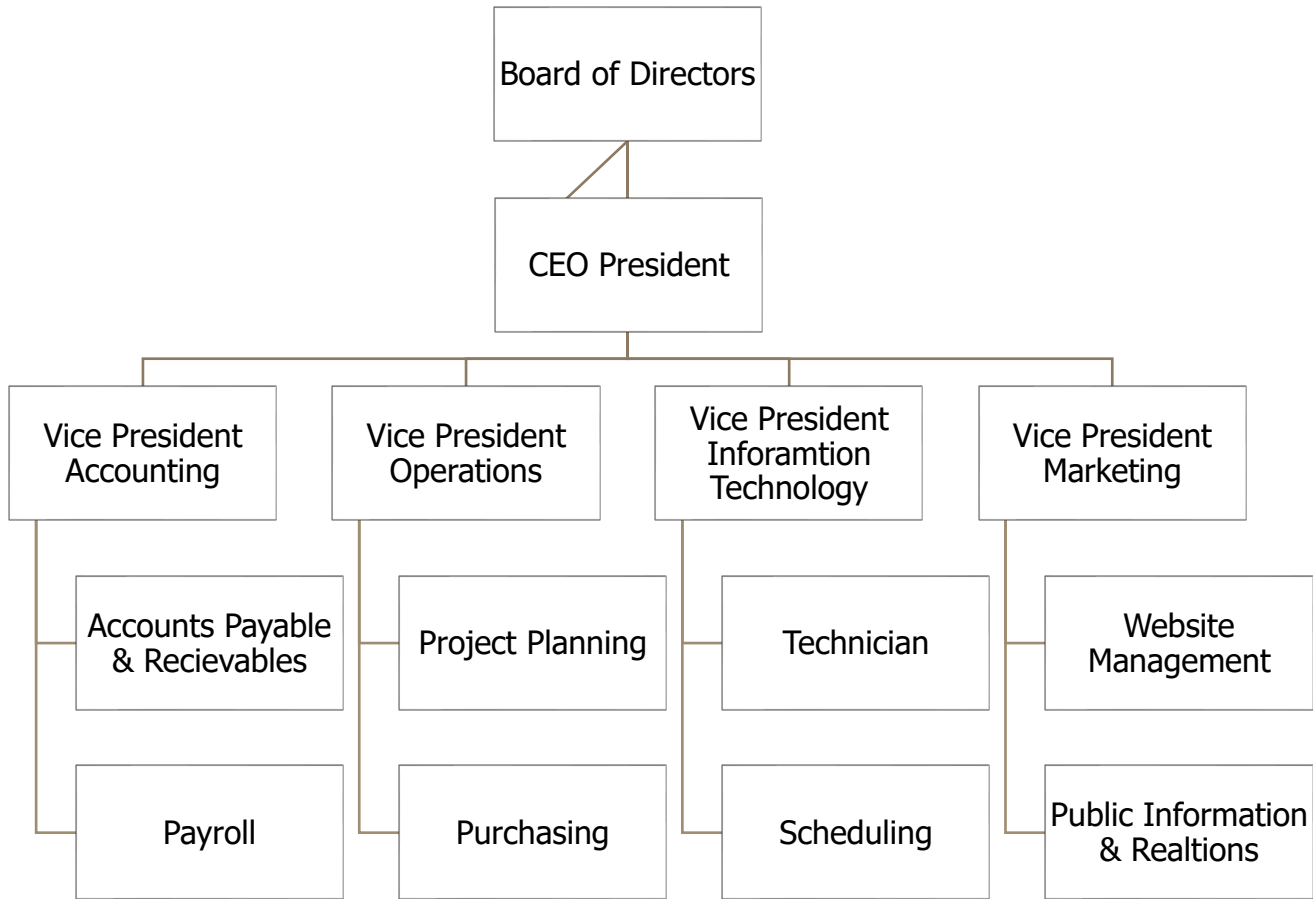 Board of Directors
CEO President
Vice President
Accounting
Vice President
Operations
Vice President
Inforamtion
Technology
Vice President
Marketing
Accounts Payable
& Recievables
Project Planning
Technician
Website
Management
Payroll
Purchasing
Scheduling
Public Information
& Realtions